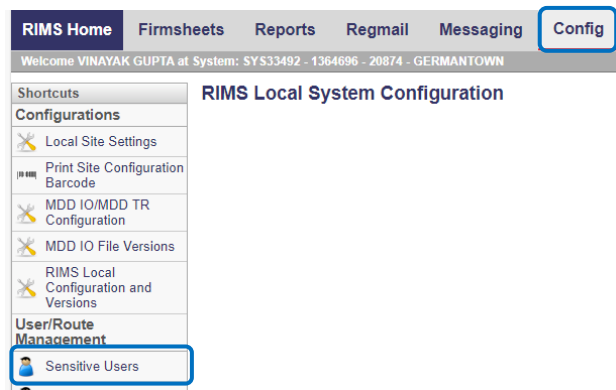 RIMS Home Firmsheets Reports Regmail Messaging Config
Welcome VINAYAK GUPTA at System: SYS33492 - 1364696 - 20874 - GERMANTOWN
Shortcuts
RIMS Local System Configuration
Configurations
Local Site Settings
Print Site Configuration
Barcode
MDD IO/MDD TR
Configuration
MDD IO File Versions
RIMS Local
Configuration and
Versions
User/Route
Management
Sensitive Users